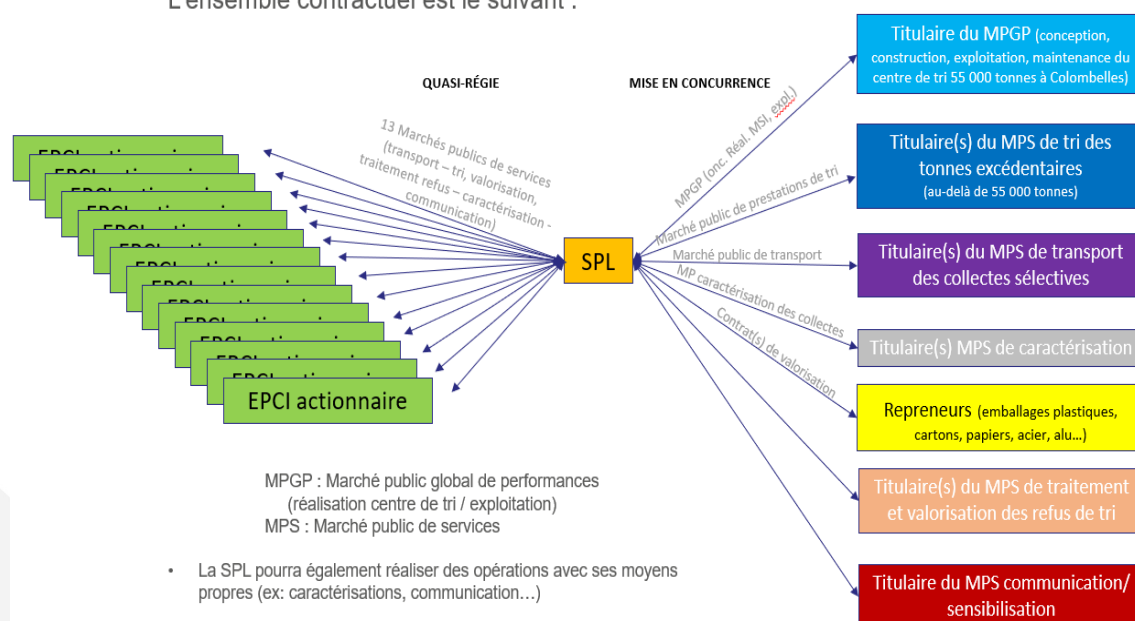 L'ensemble contractuel est le suivant :
QUASI-RÉGIE
MISE EN CONCURRENCE
13 Marchés publics de services
(transport – tri, valorisation,
traitement refus – caractérisation -
communication)
EPCI actionnaire
SPL
MPGP (onc. Réal. MSI, expl.)
Marché public de prestations de tri
Marché public de transport
MP caractérisation des collectes
Contrat(s) de valorisation
Titulaire du MPGP (conception,
construction, exploitation, maintenance du
centre de tri 55 000 tonnes à Colombelles)
Titulaire(s) du MPS de tri des
tonnes excédentaires
(au-delà de 55 000 tonnes)
Titulaire(s) du MPS de transport
des collectes sélectives
Titulaire(s) MPS de caractérisation
Repreneurs (emballages plastiques,
cartons, papiers, acier, alu…)
Titulaire(s) du MPS de traitement
et valorisation des refus de tri
Titulaire du MPS communication/
sensibilisation
MPGP : Marché public global de performances
(réalisation centre de tri / exploitation)
MPS : Marché public de services
• La SPL pourra également réaliser des opérations avec ses moyens
propres (ex: caractérisations, communication…)